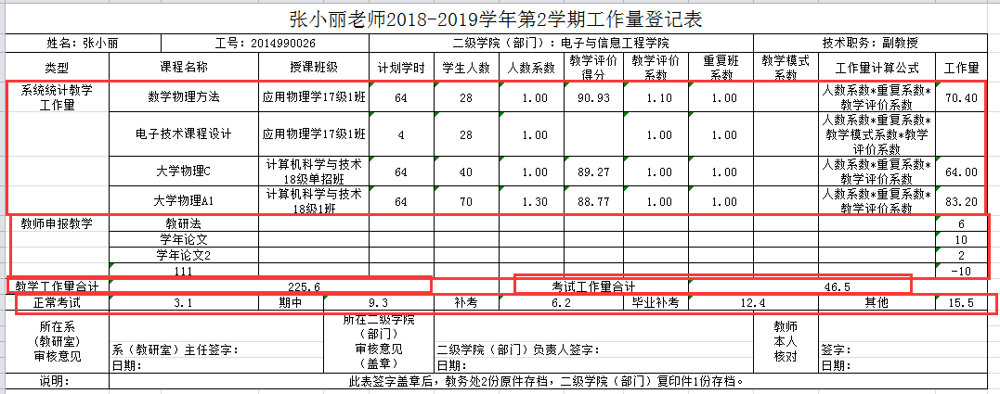 张小丽老师2018-2019学年第2学期工作量登记表
姓名：张小丽 工号：2014990026 二级学院（部门）：电子与信息工程学院 技术职务：副教授
类型 课程名称 授课班级 计划学时 学生人数 人数系数 教学评价得分 教学评价系数 重复班系数 教学模式系数 工作量计算公式 工作量
系统统计教学工作量 数学物理方法 应用物理学17级1班 64 28 1.00 90.93 1.10 1.00 人数系数*重复系数*教学评价系数 70.40
电子技术课程设计 应用物理学17级1班 4 28 1.00 1.00 1.00 人数系数*重复系数*教学模式系数*教学评价系数
大学物理C 计算机科学与技术18级单招班 64 40 1.00 89.27 1.00 1.00 人数系数*重复系数*教学评价系数 64.00
大学物理A1 计算机科学与技术18级1班 64 70 1.30 88.77 1.00 1.00 人数系数*重复系数*教学评价系数 83.20
教师申报教学 教研法 6
学年论文 10
学年论文2 2
111 -10
教学工作量合计 225.6 考试工作量合计 46.5
正常考试 3.1 期中 9.3 补考 6.2 毕业补考 12.4 其他 15.5
所在系（教研室）审核意见 系（教研室）主任签字： 日期：
所在二级学院（部门）审核意见（盖章） 二级学院（部门）负责人签字： 日期：
教师本人核对 签字： 日期：
说明： 此表签字盖章后，教务处2份原件存档，二级学院（部门）复印件1份存档。